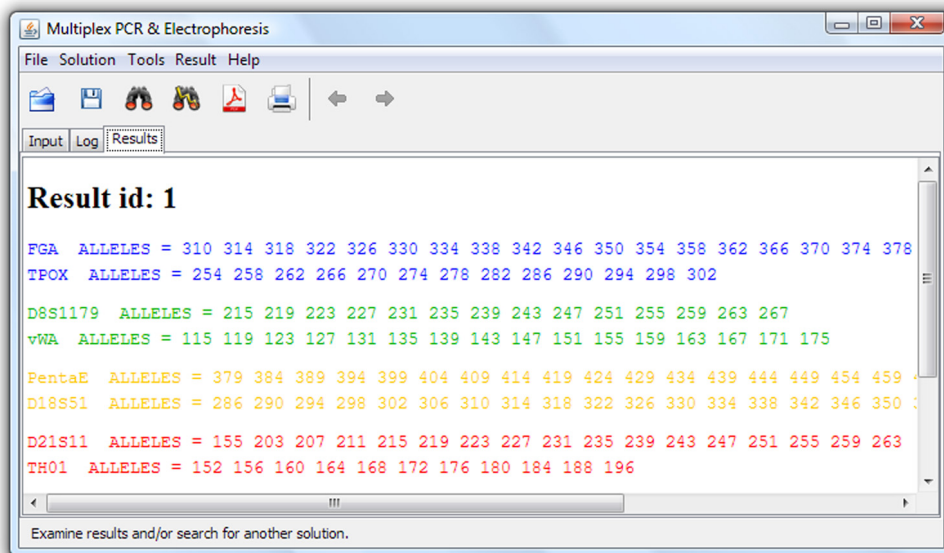 Multiplex PCR & Electrophoresis
File Solution Tools Result Help
Input Log Results
Result id: 1
FGA ALLELES = 310 314 318 322 326 330 334 338 342 346 350 354 358 362 366 370 374 378
TPOX ALLELES = 254 258 262 266 270 274 278 282 286 290 294 298 302
D8S1179 ALLELES = 215 219 223 227 231 235 239 243 247 251 255 259 263 267
vWA ALLELES = 115 119 123 127 131 135 139 143 147 151 155 159 163 167 171 175
PentaE ALLELES = 379 384 389 394 399 404 409 414 419 424 429 434 439 444 449 454 459
D18S51 ALLELES = 286 290 294 298 302 306 310 314 318 322 326 330 334 338 342 346 350
D21S11 ALLELES = 155 203 207 211 215 219 223 227 231 235 239 243 247 251 255 259 263
TH01 ALLELES = 152 156 160 164 168 172 176 180 184 188 196
Examine results and/or search for another solution.